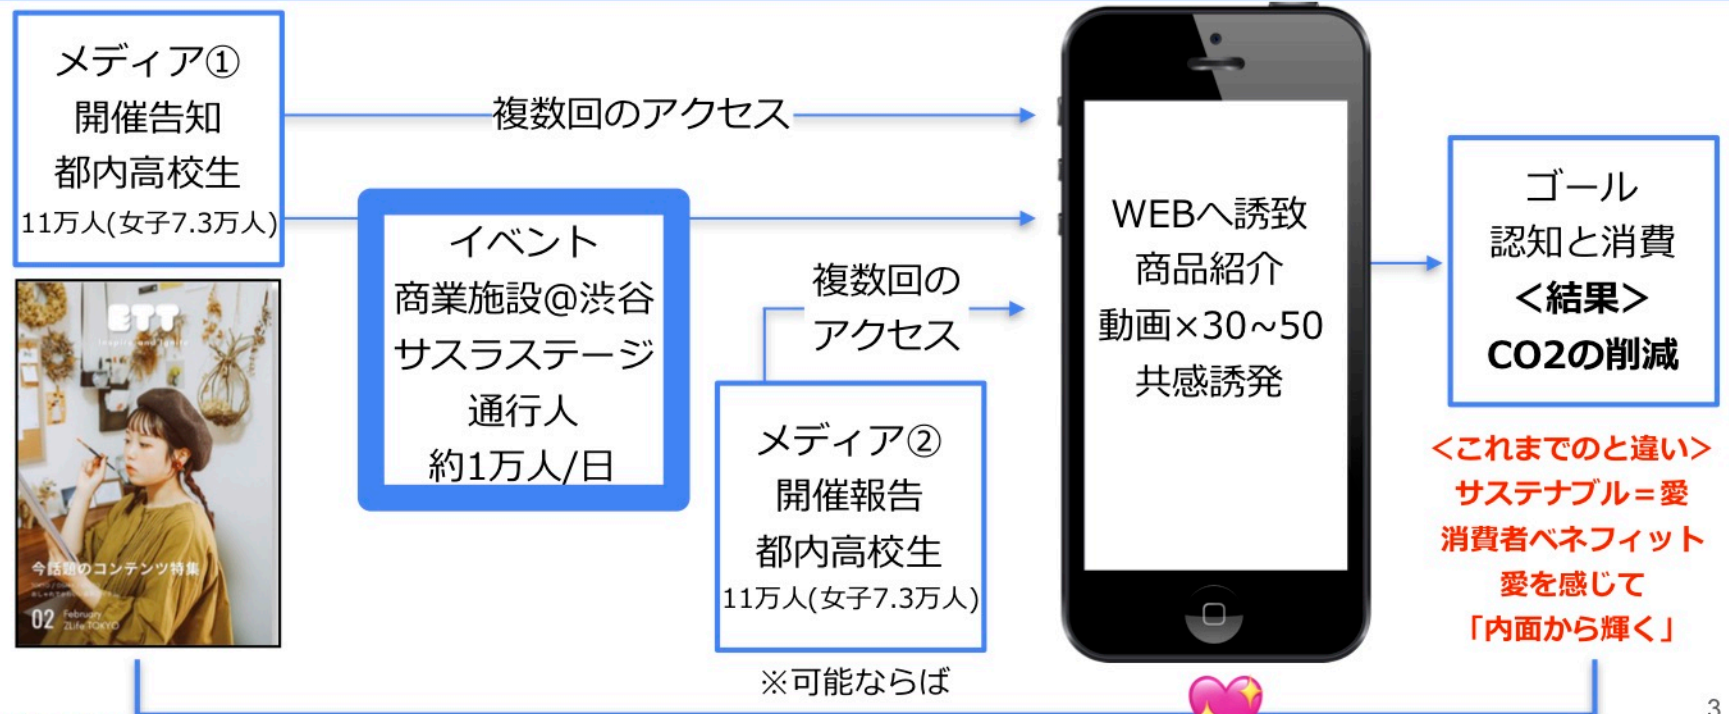 メディア①
開催告知
都内高校生
11万人(女子7.3万人)
複数回のアクセス
イベント
商業施設@渋谷
サスラステージ
通行人
約1万人/日
複数回の
アクセス
メディア②
開催報告
都内高校生
11万人(女子7.3万人)
※可能ならば
WEBへ誘致
商品紹介
動画×30~50
共感誘発
ゴール
認知と消費
<結果>
CO2の削減
<これまでのと違い>
サステナブル=愛
消費者ベネフィット
愛を感じて
「内面から輝く」
ETT
Inspire and Ignite
今話題のコンテンツ特集
02 February
2Life TOKYO
3